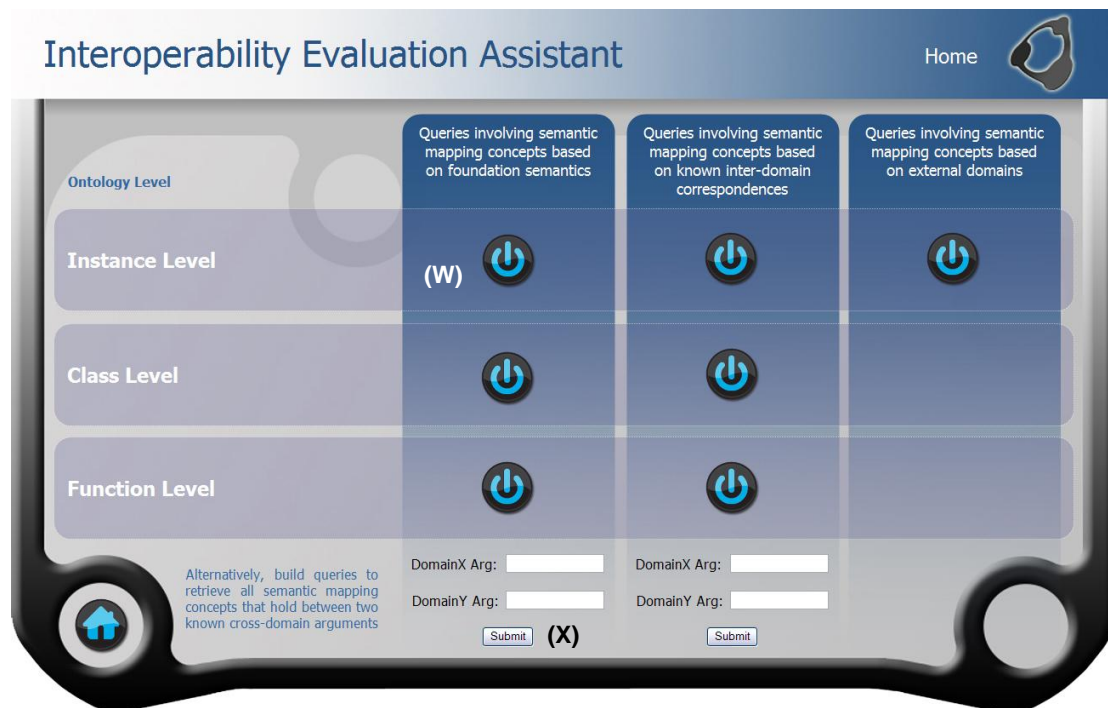 Interoperability Evaluation Assistant
Home
Queries involving semantic
mapping concepts based
on foundation semantics
Queries involving semantic
mapping concepts based
on known inter-domain
correspondences
Queries involving semantic
mapping concepts based
on external domains
Ontology Level
Instance Level
(W)
Class Level
Function Level
Alternatively, build queries to
retrieve all semantic mapping
concepts that hold between two
known cross-domain arguments
DomainX Arg:
DomainY Arg:
Submit
(X)
DomainX Arg:
DomainY Arg:
Submit